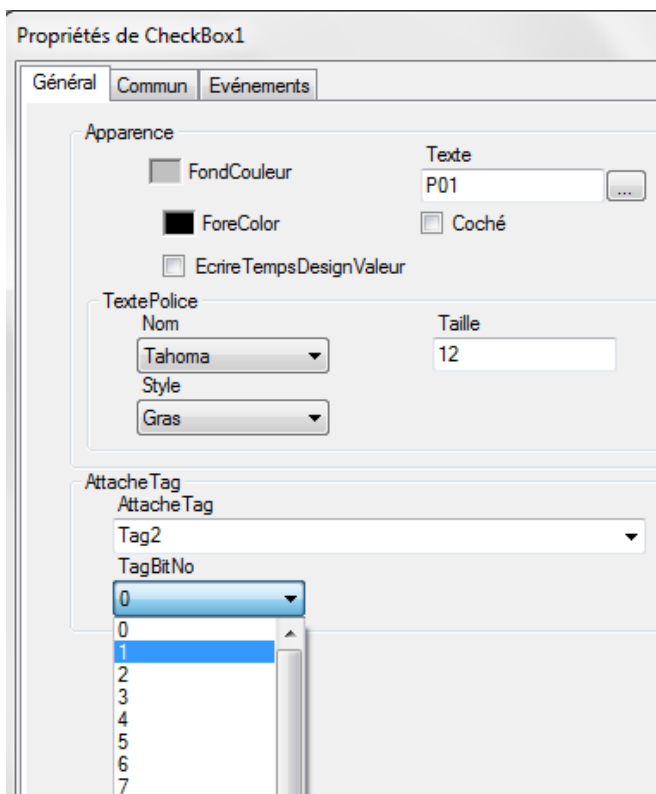 Propriétés de CheckBox1
Général Commun Evénements
Apparence
FondCouleur
Texte
P01 ...
ForeColor
Coché
EcrireTempsDesignValeur
TextePolice
Nom
Taille
Tahoma
12
Style
Gras
AttacheTag
AttacheTag
Tag2
TagBitNo
0
0
1
2
3
4
5
6
7